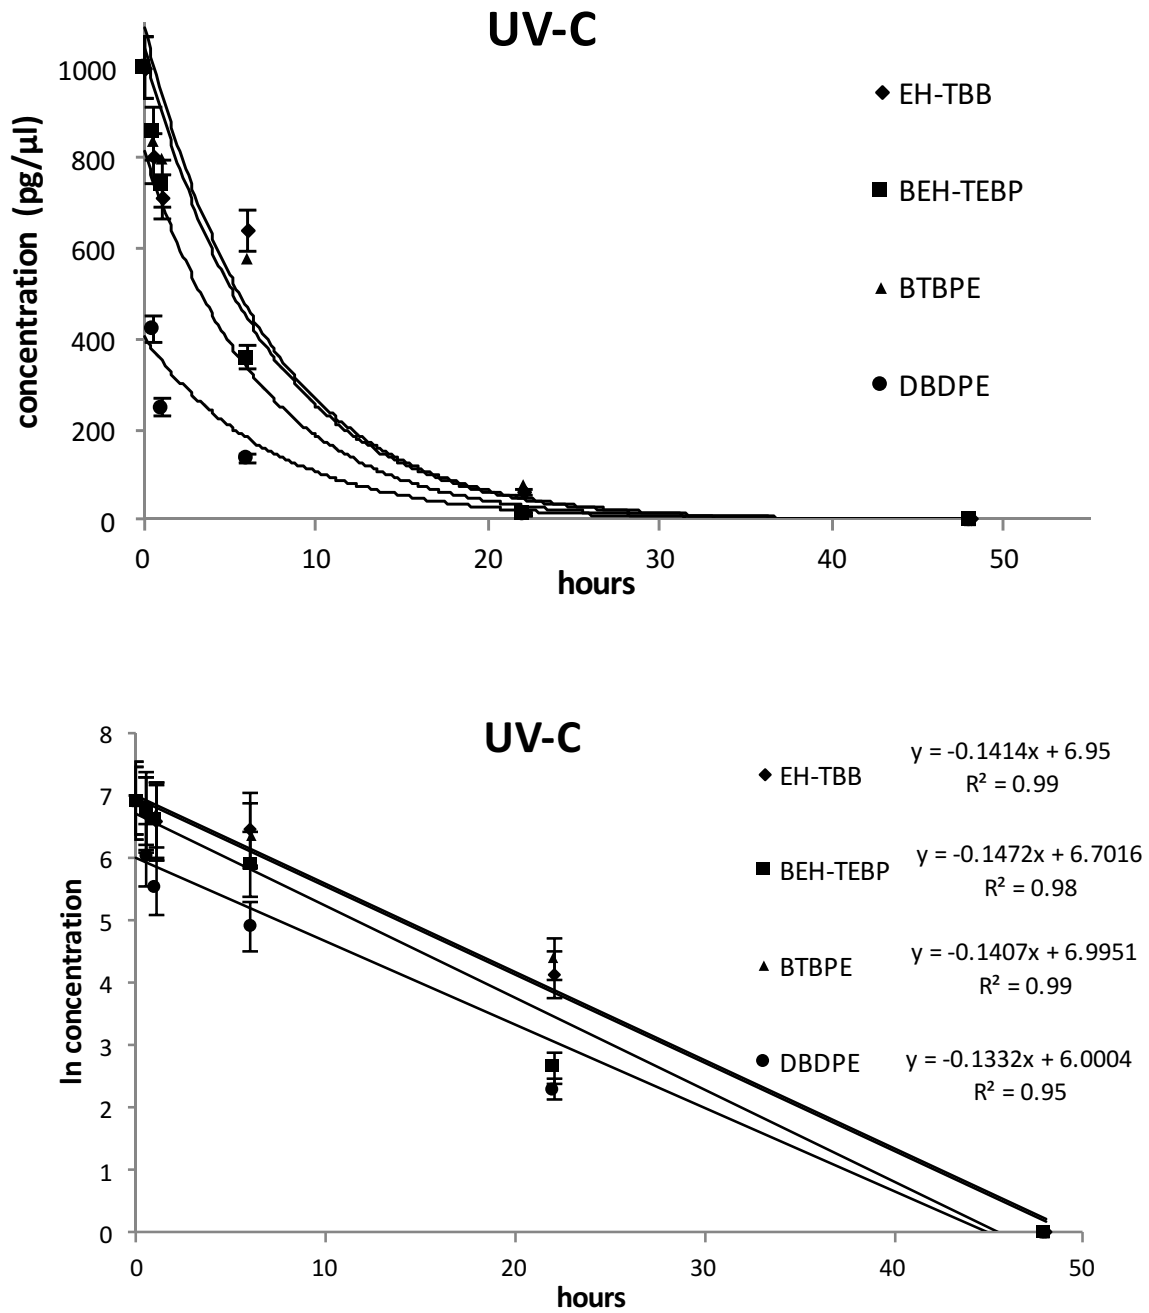 UV-C
concentration (pg/µl)
1000
800
600
400
200
0
0
10
20
30
40
50
hours
EH-TBB
BEH-TEBP
BTBPE
DBDPE
UV-C
ln concentration
8
7
6
5
4
3
2
1
0
0
10
20
30
40
50
hours
EH-TBB
y = -0.1414x + 6.95
R² = 0.99
BEH-TEBP
y = -0.1472x + 6.7016
R² = 0.98
BTBPE
y = -0.1407x + 6.9951
R² = 0.99
DBDPE
y = -0.1332x + 6.0004
R² = 0.95